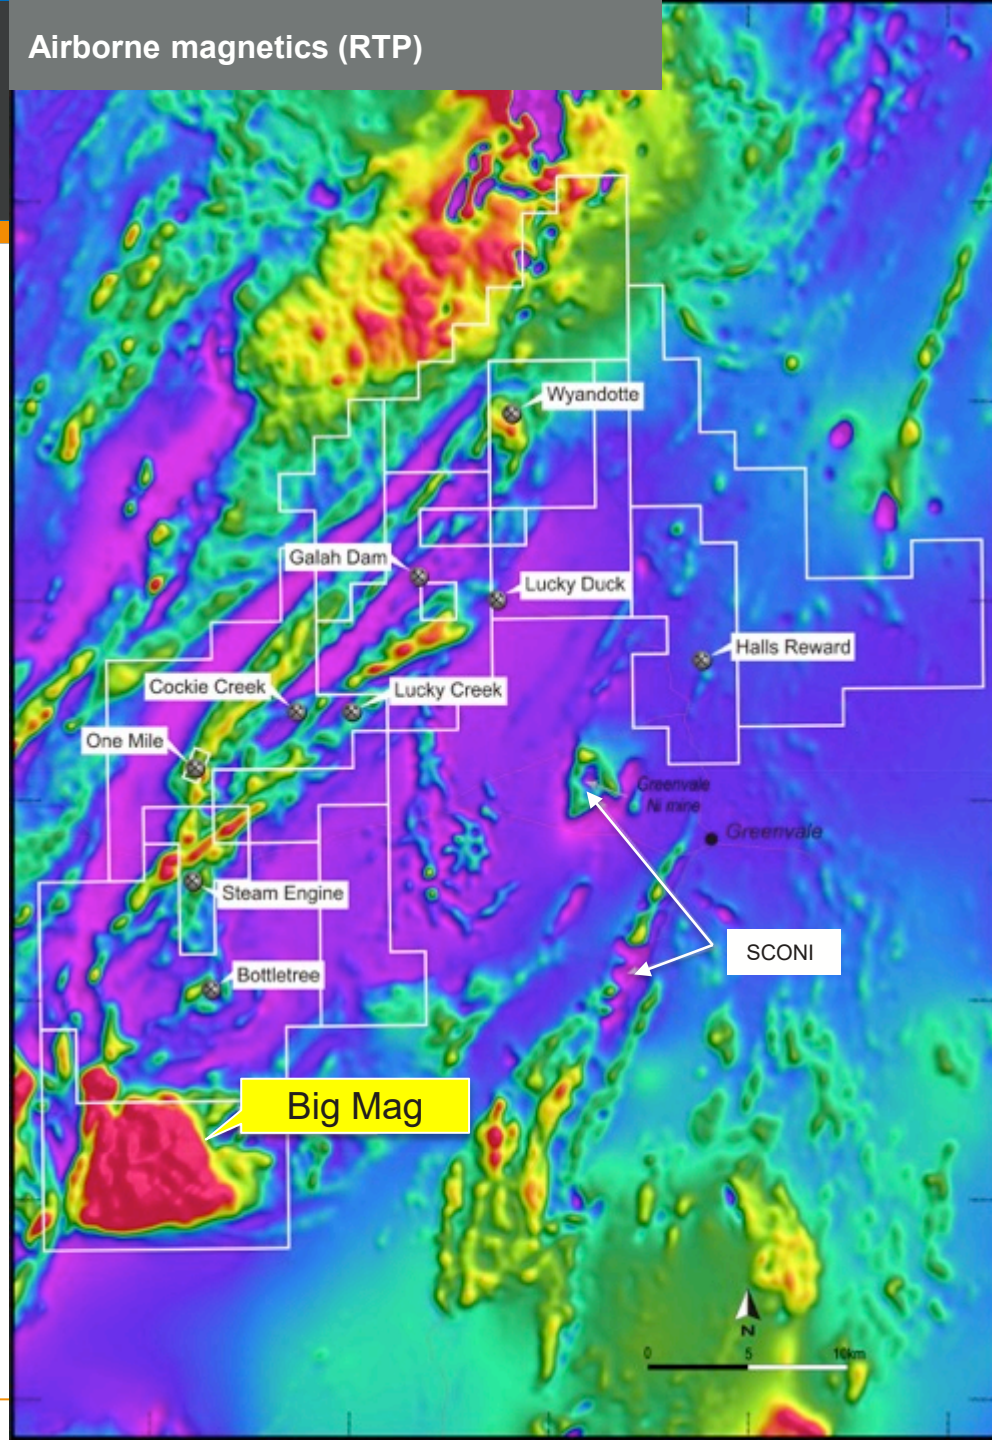 Airborne magnetics (RTP)
Wyandotte
Galah Dam
Lucky Duck
Halls Reward
Cockie Creek
Lucky Creek
One Mile
Greenvale
Ni mine
Greenvale
Steam Engine
SCONI
Bottletree
Big Mag
N
0 5 10km